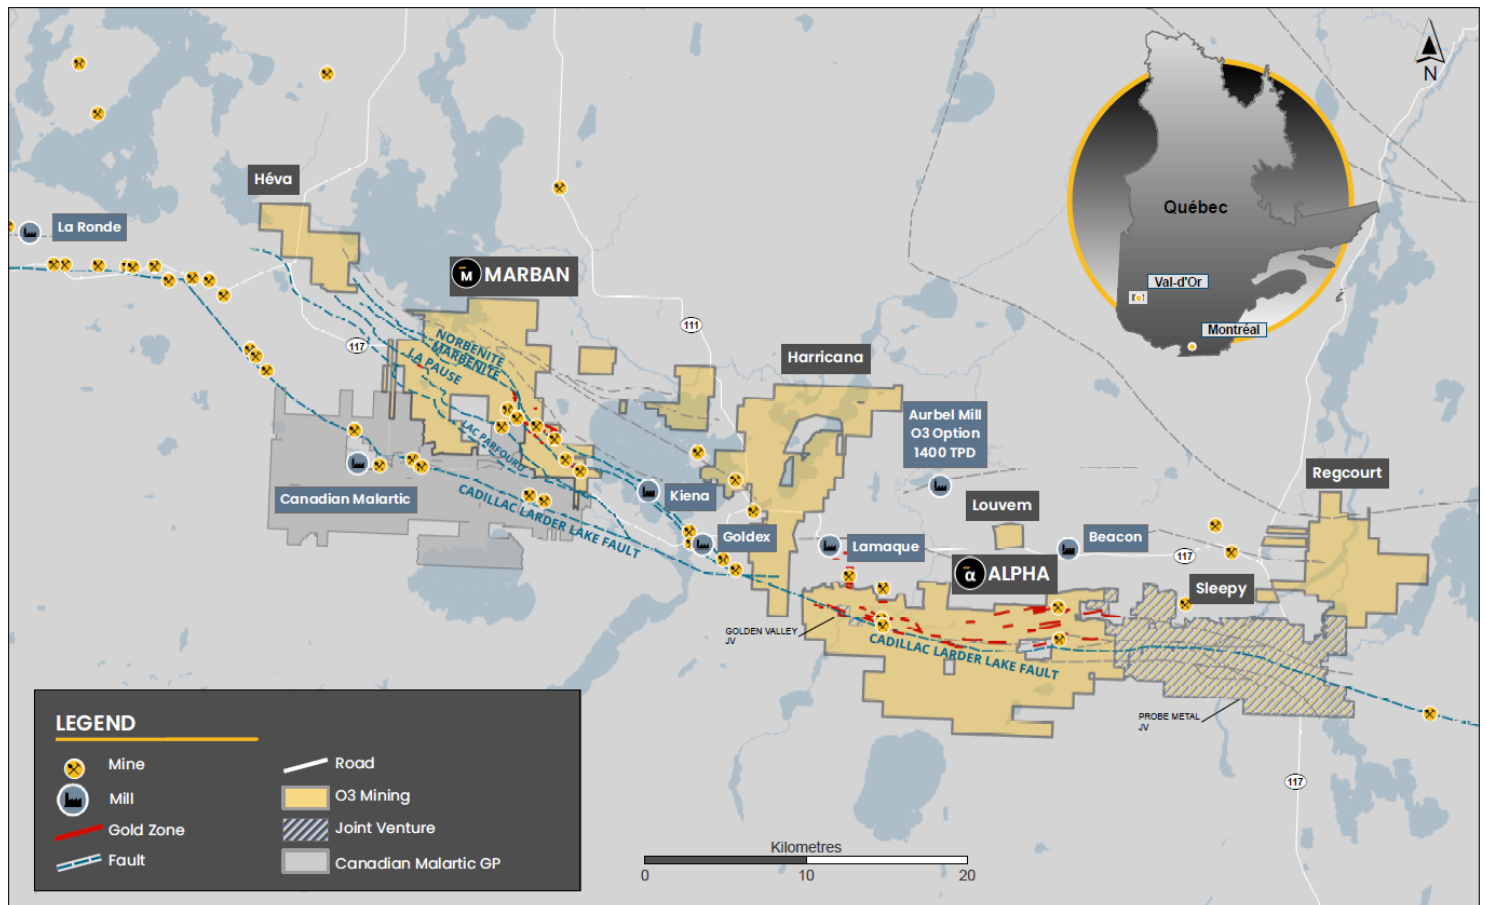 N
Québec
Val-d'Or
Montréal
Héva
La Ronde
M MARBAN
111
117
NORBENITE
MARBENITE
LA PAUSE
Harricana
Aurbel Mill
O3 Option
1400 TPD
LAC PARFOURU
Regcourt
Canadian Malartic
Kiena
Louvem
CADILLAC LARDER LAKE FAULT
Goldex
Lamaque
Beacon
117
α ALPHA
Sleepy
GOLDEN VALLEY
JV
CADILLAC LARDER LAKE FAULT
PROBE METAL
JV
117
LEGEND
Mine
Mill
Gold Zone
Fault
Road
O3 Mining
Joint Venture
Canadian Malartic GP
Kilometres
0 10 20